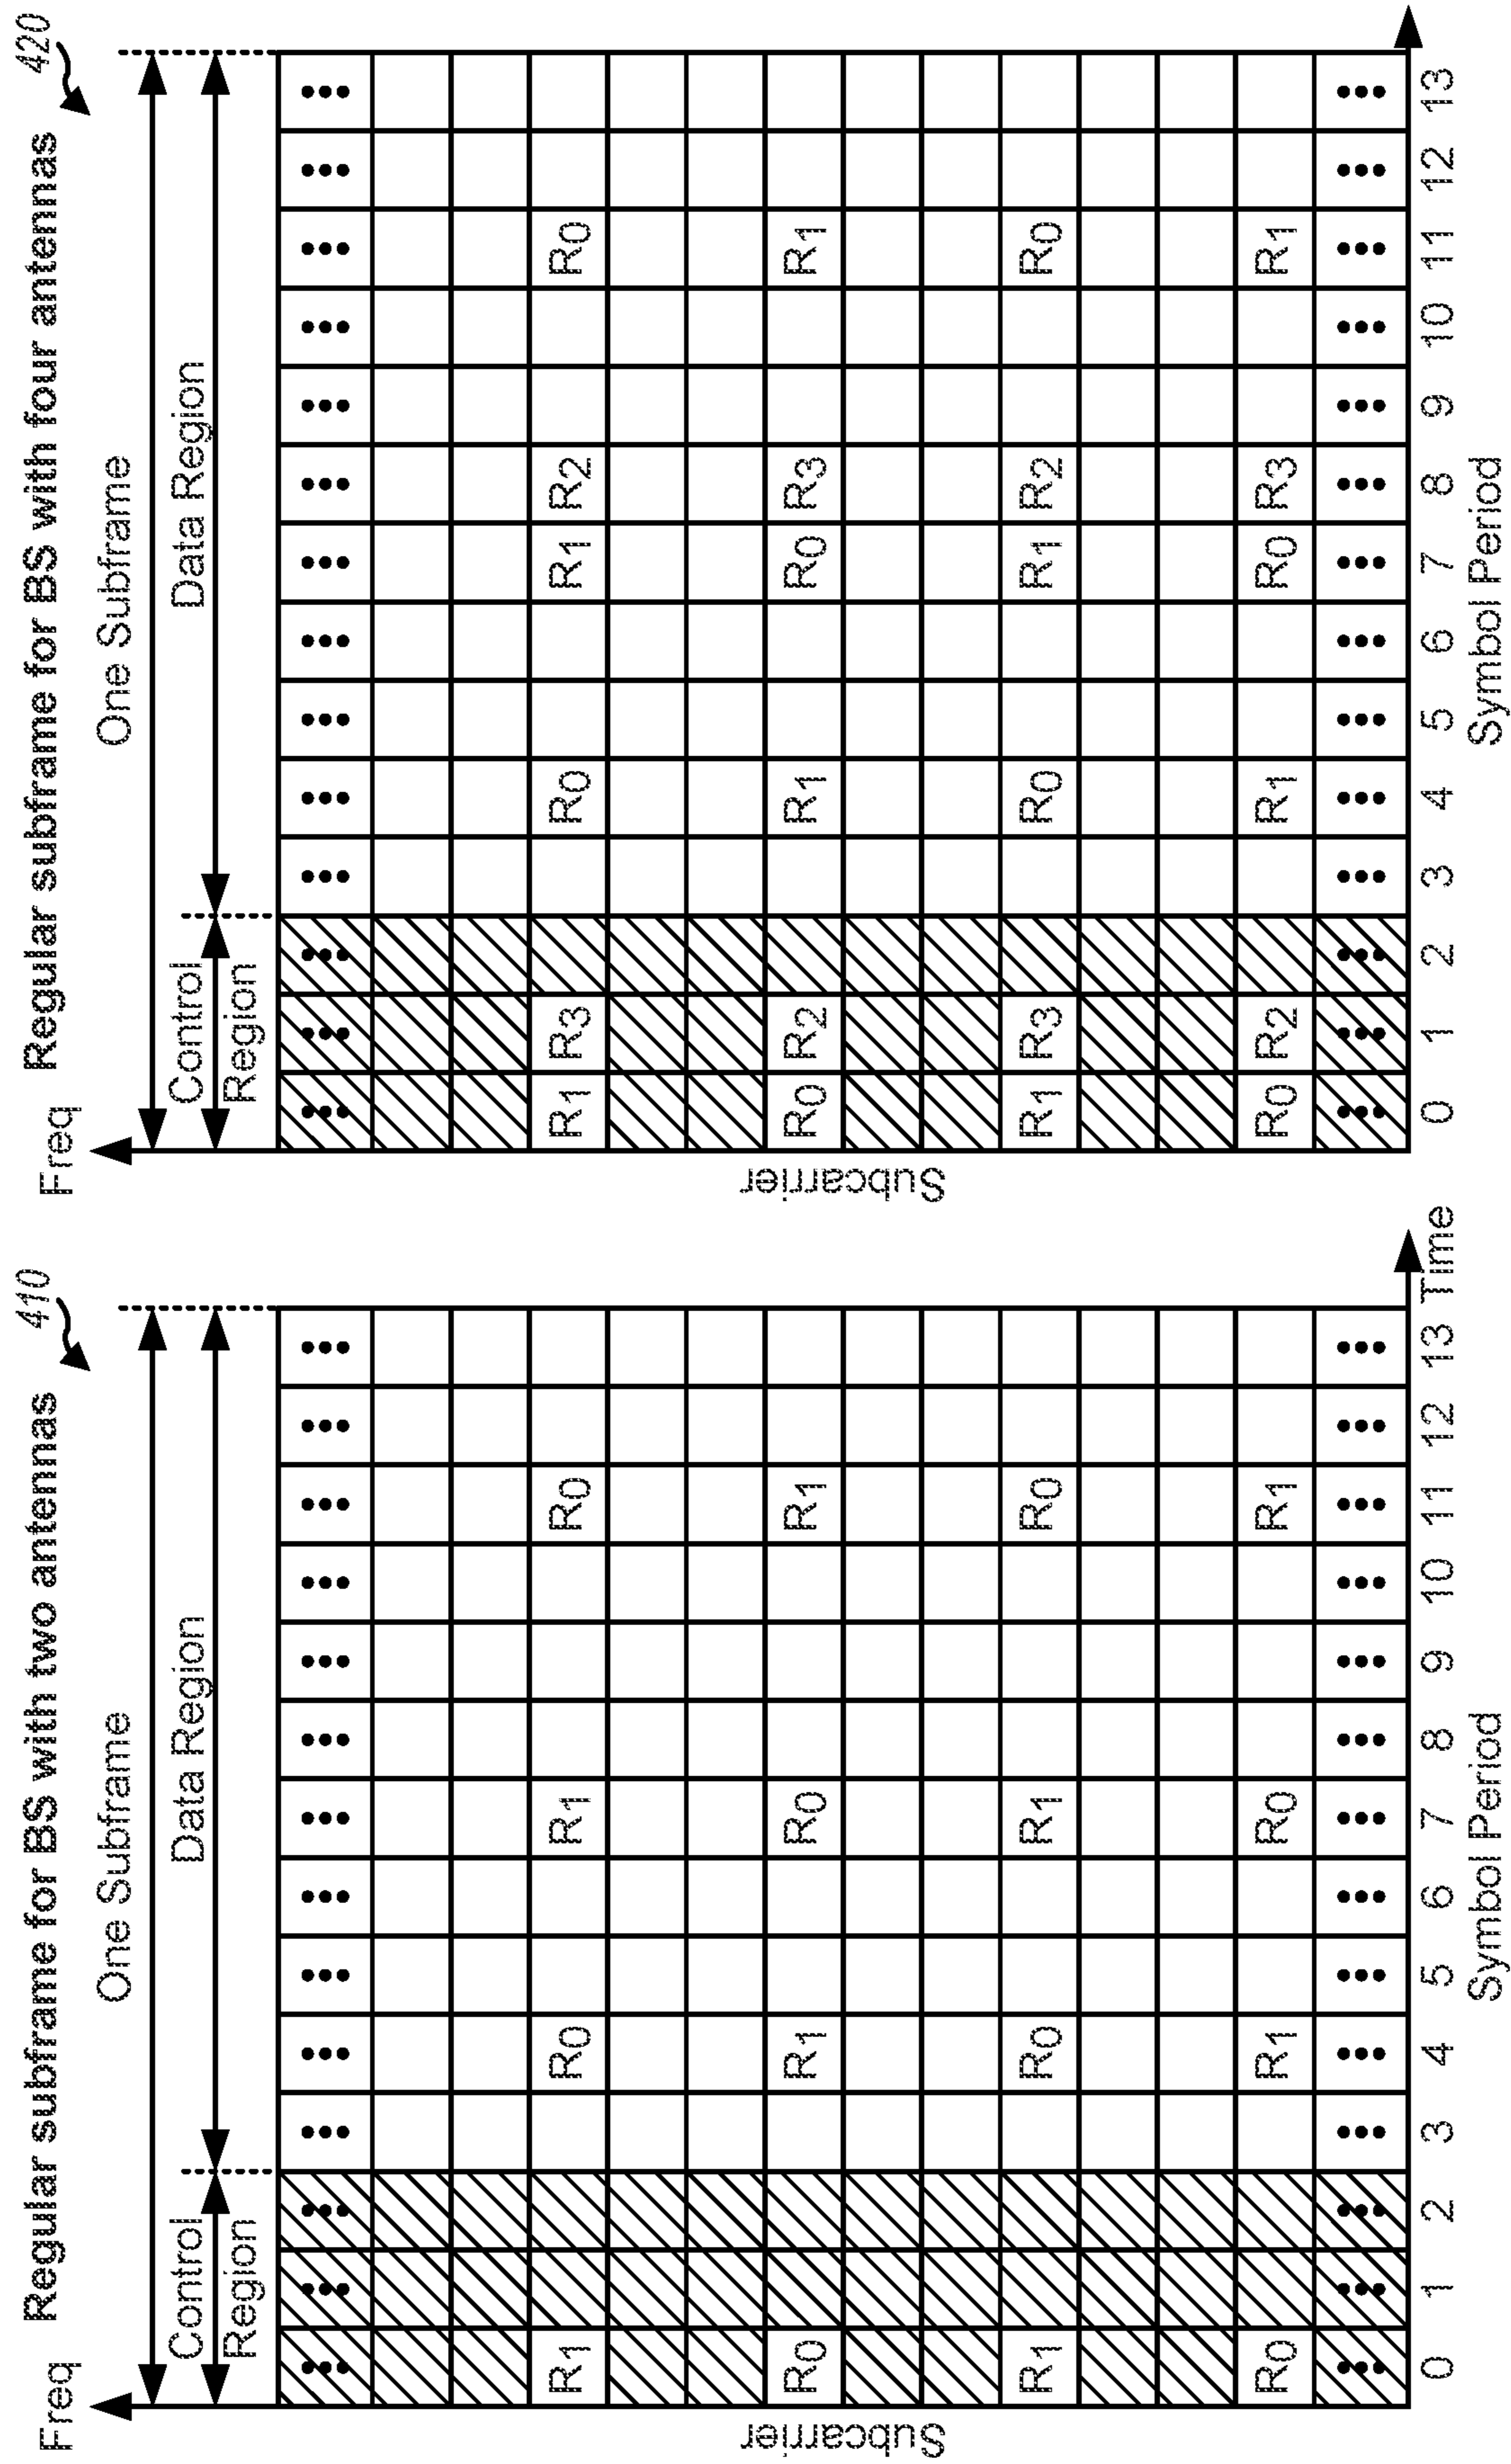 Regular subframe for BS with two antennas
410
Freq
One Subframe
Control
Region
Data Region
Subcarrier
R1 R0 R1 R0
R0 R1 R0 R1
R0 R1 R0 R1
R1 R0 R1 R0
0 1 2 3 4 5 6 7 8 9 10 11 12 13
Time
Symbol Period
Regular subframe for BS with four antennas
420
Freq
One Subframe
Control
Region
Data Region
Subcarrier
R1 R3 R0 R1 R2 R0
R0 R2 R1 R0 R3 R1
R1 R3 R0 R1 R2 R0
R0 R2 R1 R0 R3 R1
0 1 2 3 4 5 6 7 8 9 10 11 12 13
Symbol Period